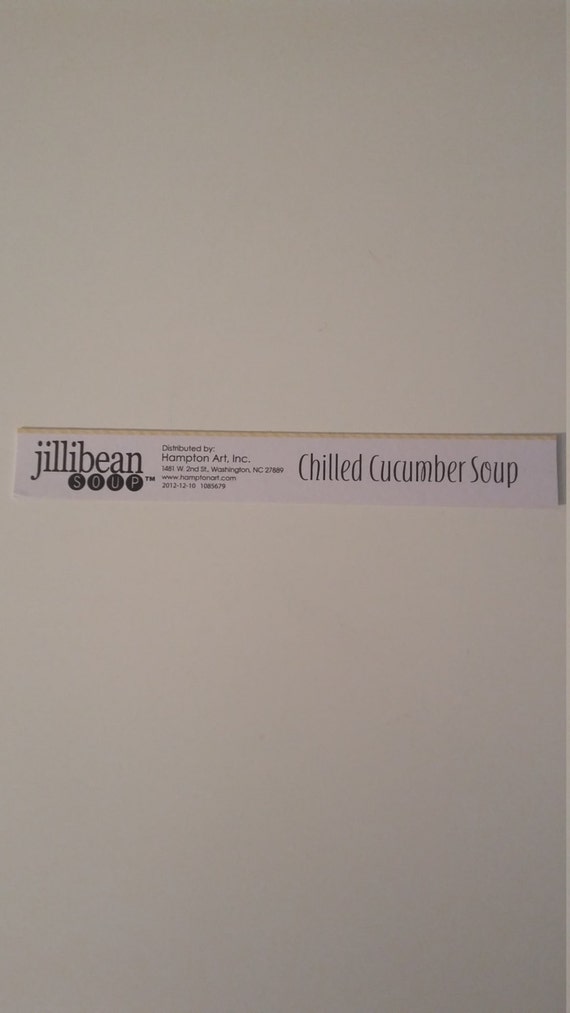 jillibean
SOUP™
Distributed by:
Hampton Art, Inc.
1481 W. 2nd St., Washington, NC 27889
www.hamptonart.com
2012-12-10 1085679
Chilled Cucumber Soup